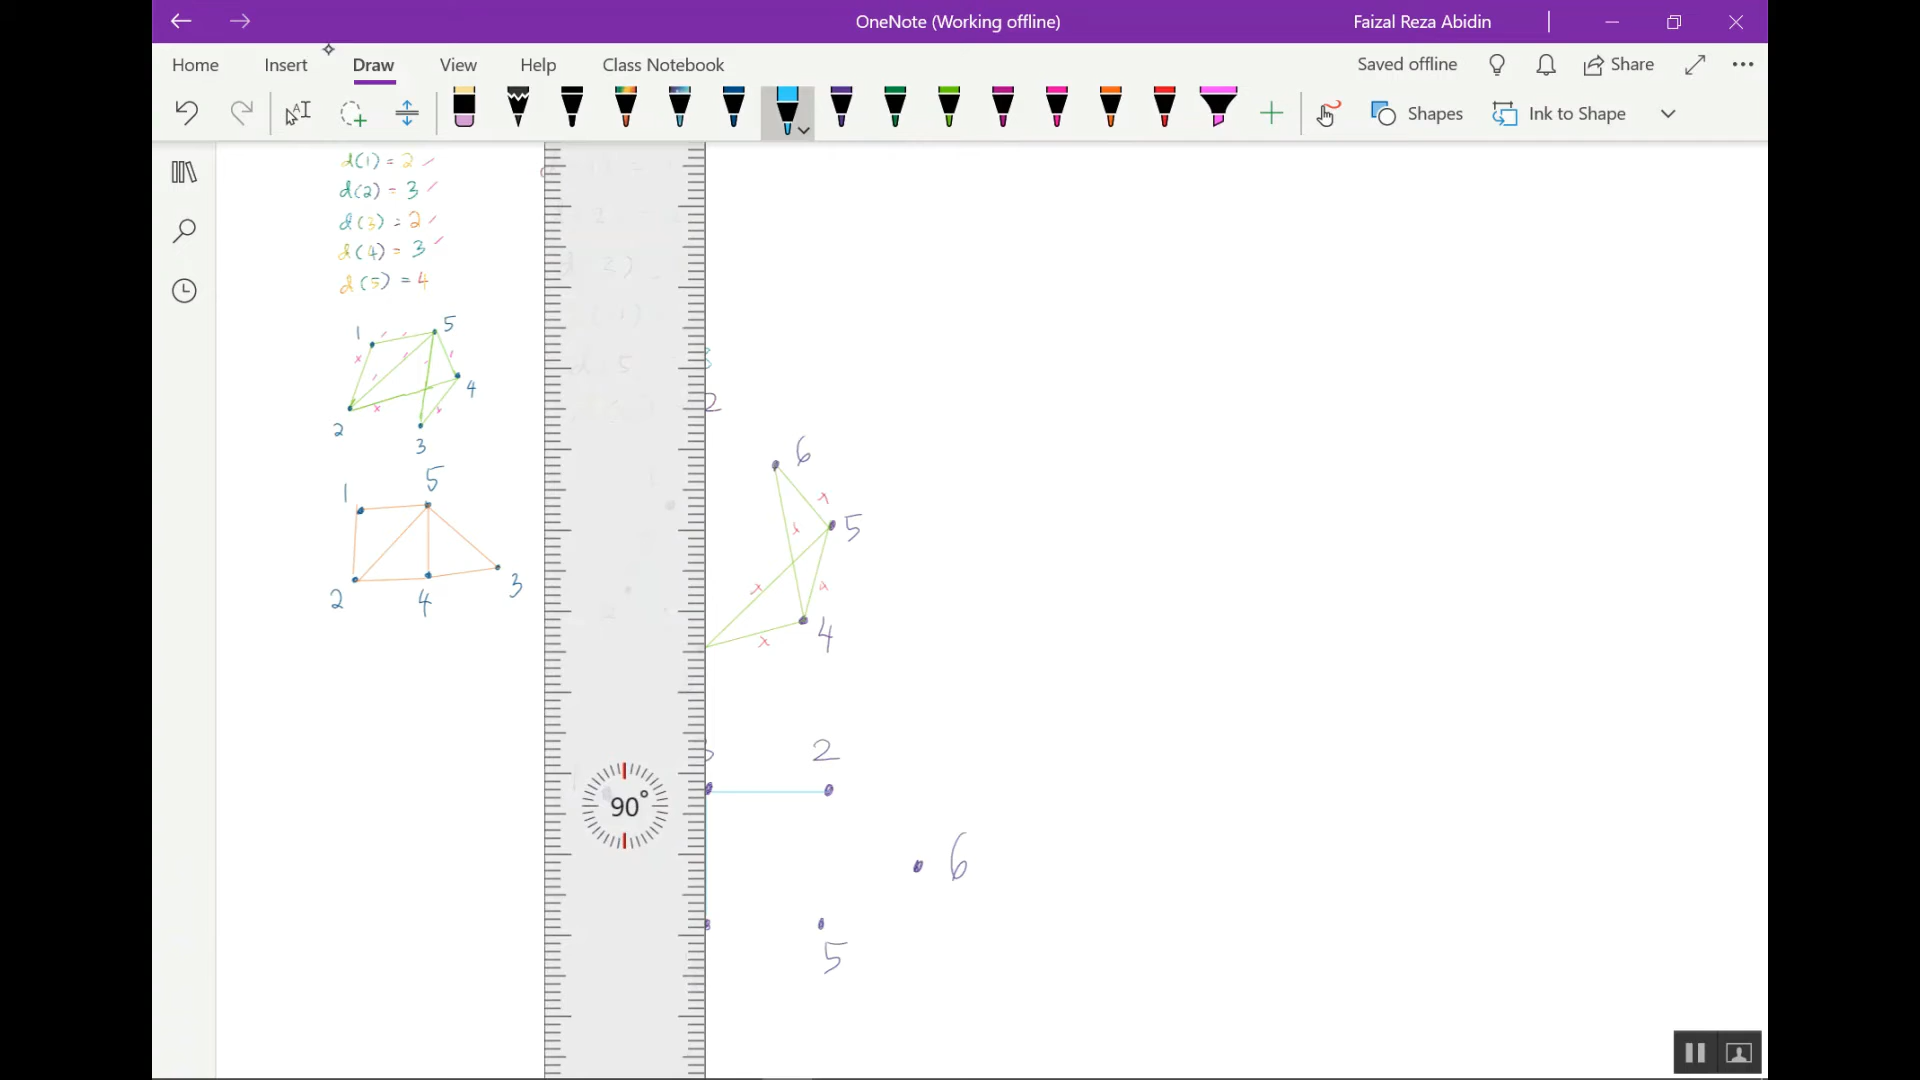 OneNote (Working offline)
Faizal Reza Abidin
Home Insert Draw View Help Class Notebook
Saved offline
Share
Shapes
Ink to Shape
d(1) = 2
d(2) = 3
d(3) = 2
d(4) = 3
d(5) = 4
1 5
4
2
3
5
1
2 4 3
2
6
5
4
2
90°
6
5